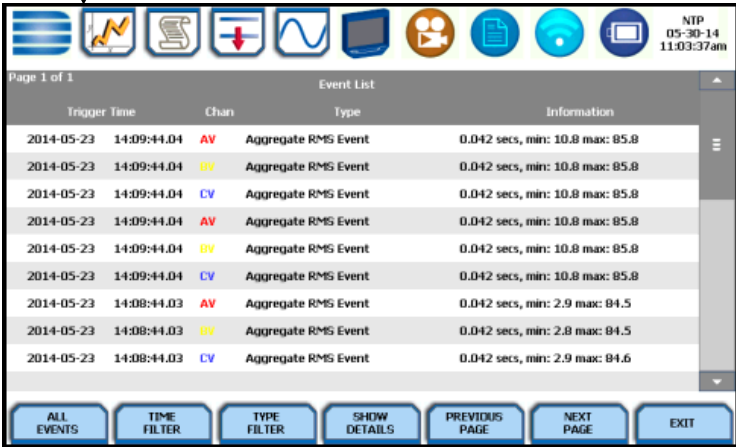 NTP
05-30-14
11:03:37am
Page 1 of 1
Event List
Trigger Time Chan Type Information
2014-05-23 14:09:44.04 AV Aggregate RMS Event 0.042 secs, min: 10.8 max: 85.8
2014-05-23 14:09:44.04 BV Aggregate RMS Event 0.042 secs, min: 10.8 max: 85.8
2014-05-23 14:09:44.04 CV Aggregate RMS Event 0.042 secs, min: 10.8 max: 85.8
2014-05-23 14:09:44.04 AV Aggregate RMS Event 0.042 secs, min: 10.8 max: 85.8
2014-05-23 14:09:44.04 BV Aggregate RMS Event 0.042 secs, min: 10.8 max: 85.8
2014-05-23 14:09:44.04 CV Aggregate RMS Event 0.042 secs, min: 10.8 max: 85.8
2014-05-23 14:08:44.03 AV Aggregate RMS Event 0.042 secs, min: 2.9 max: 84.5
2014-05-23 14:08:44.03 BV Aggregate RMS Event 0.042 secs, min: 2.8 max: 84.5
2014-05-23 14:08:44.03 CV Aggregate RMS Event 0.042 secs, min: 2.9 max: 84.6
ALL EVENTS TIME FILTER TYPE FILTER SHOW DETAILS PREVIOUS PAGE NEXT PAGE EXIT